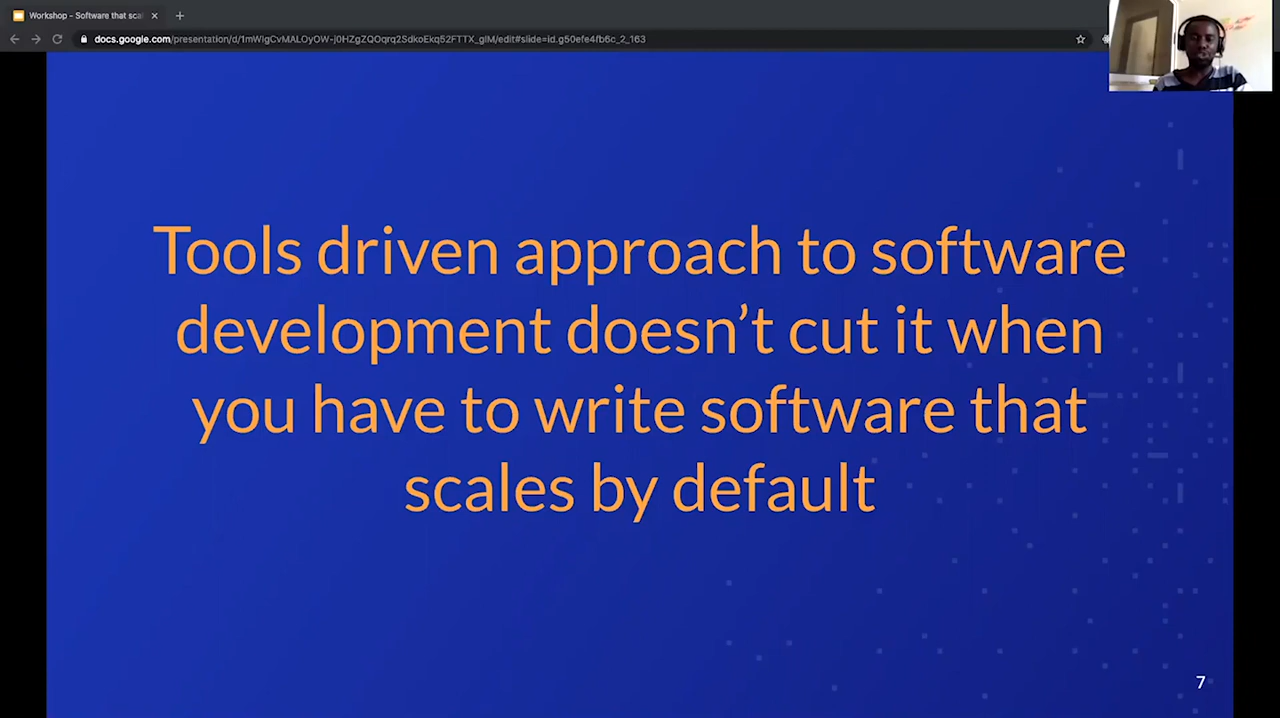 Workshop - Software that scal
docs.google.com/presentation/d/1mWIgCvMALOyOW-j0HZgZQOqrq2SdkoEkq52FTTX_glM/edit#slide=id.g50efe4fb6c_2_163
Tools driven approach to software
development doesn’t cut it when
you have to write software that
scales by default
7